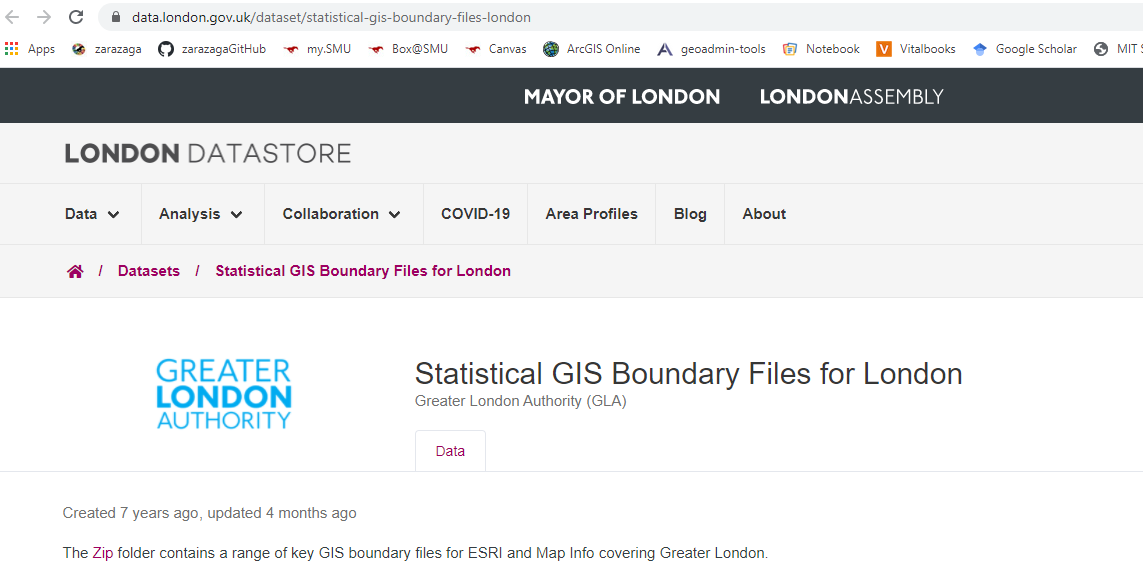 data.london.gov.uk/dataset/statistical-gis-boundary-files-london
Apps zarazaga zarazagaGitHub my.SMU Box@SMU Canvas ArcGIS Online geoadmin-tools Notebook V Vitalbooks Google Scholar MIT S
MAYOR OF LONDON LONDONASSEMBLY
LONDON DATASTORE
Data Analysis Collaboration COVID-19 Area Profiles Blog About
/ Datasets / Statistical GIS Boundary Files for London
GREATER
LONDON
AUTHORITY
Statistical GIS Boundary Files for London
Greater London Authority (GLA)
Data
Created 7 years ago, updated 4 months ago
The Zip folder contains a range of key GIS boundary files for ESRI and Map Info covering Greater London.